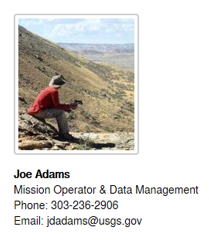 Joe Adams
Mission Operator & Data Management
Phone: 303-236-2906
Email: jdadams@usgs.gov